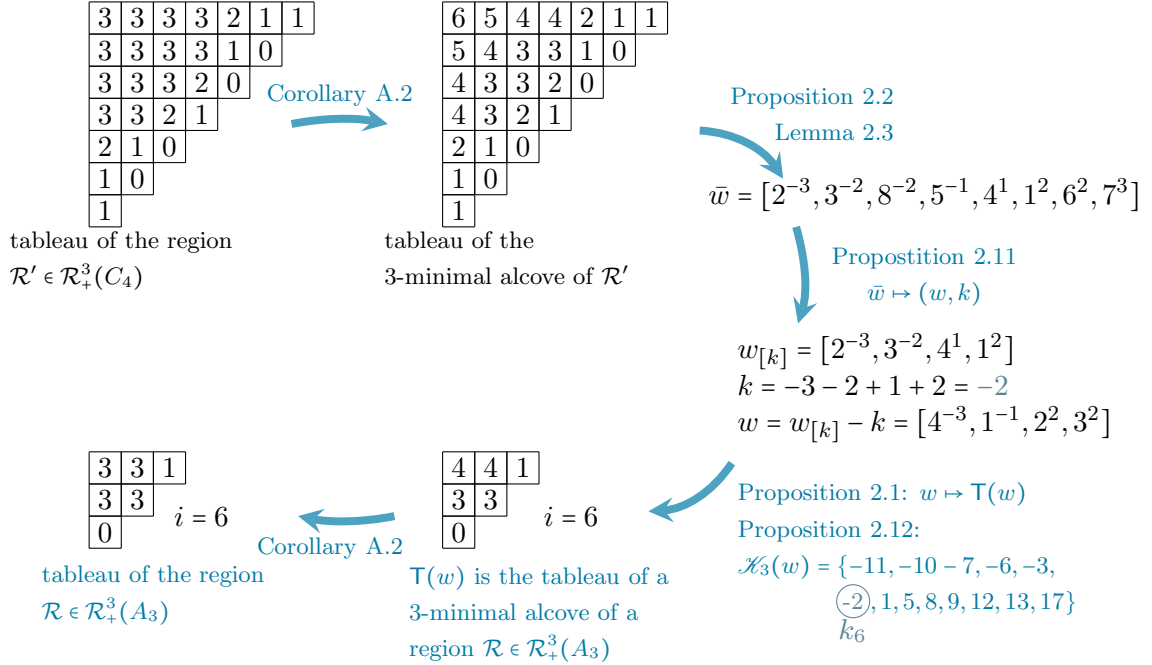 3 3 3 3 2 1 1
3 3 3 3 1 0
3 3 3 2 0
3 3 2 1
2 1 0
1 0
1
tableau of the region
R′ ∈ R³₊(C₄)
Corollary A.2
6 5 4 4 2 1 1
5 4 3 3 1 0
4 3 3 2 0
4 3 2 1
2 1 0
1 0
1
tableau of the
3-minimal alcove of R′
Proposition 2.2
Lemma 2.3
w̄ = [2⁻³, 3⁻², 8⁻², 5⁻¹, 4¹, 1², 6², 7³]
Propostition 2.11
w̄ ↦ (w, k)
w[k] = [2⁻³, 3⁻², 4¹, 1²]
k = −3 − 2 + 1 + 2 = −2
w = w[k] − k = [4⁻³, 1⁻¹, 2², 3²]
Proposition 2.1: w ↦ T(w)
Proposition 2.12:
𝒦₃(w) = {−11, −10 − 7, −6, −3,
-2, 1, 5, 8, 9, 12, 13, 17}
k₆
4 4 1
3 3
0
i = 6
T(w) is the tableau of a
3-minimal alcove of a
region R ∈ R³₊(A₃)
Corollary A.2
3 3 1
3 3
0
i = 6
tableau of the region
R ∈ R³₊(A₃)